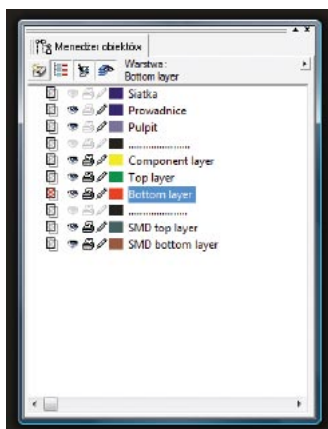 Menedżer obiektów
Warstwa:
Bottom layer
Siatka
Prowadnice
Pulpit
......................
Component layer
Top layer
Bottom layer
......................
SMD top layer
SMD bottom layer